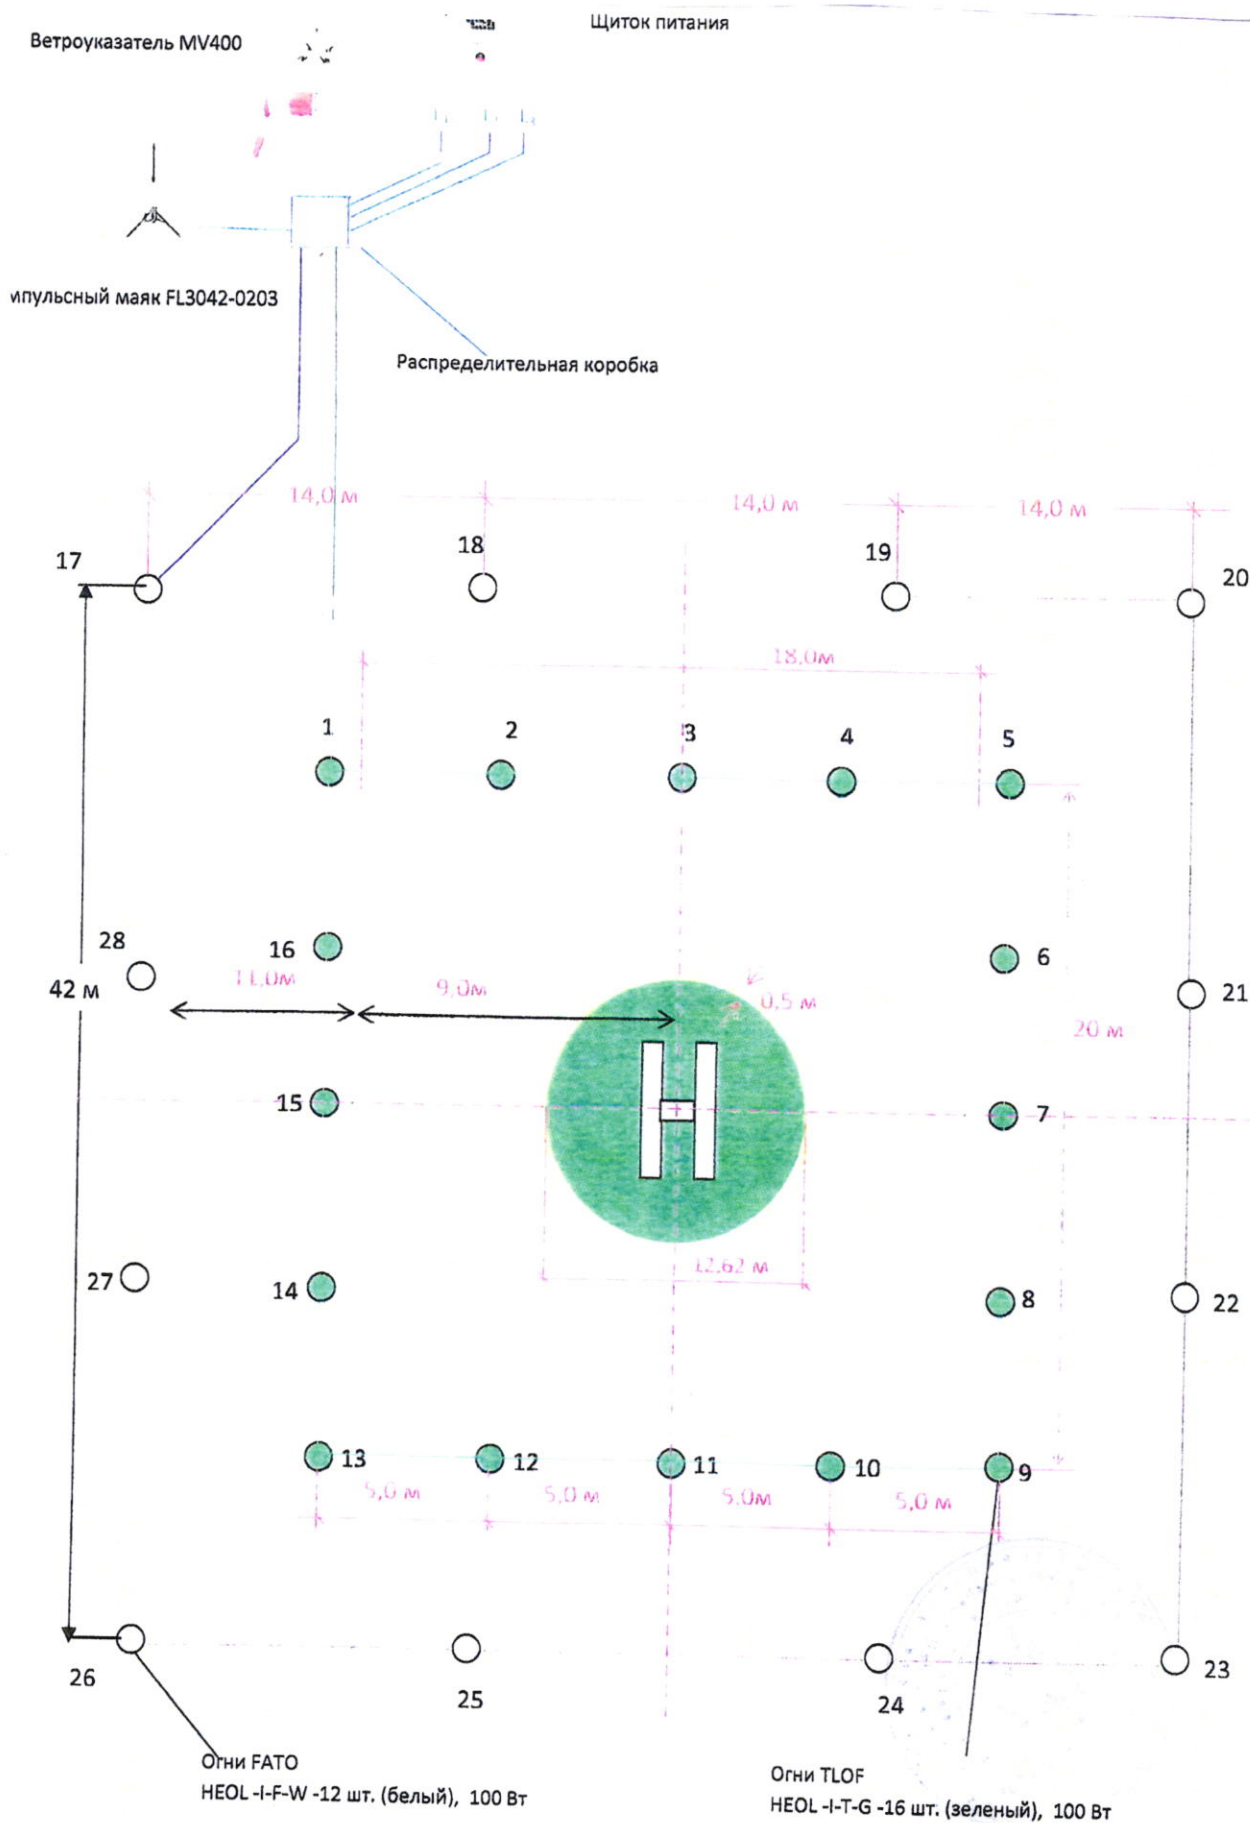 Щиток питания
Ветроуказатель MV400
мпульсный маяк FL3042-0203
Распределительная коробка
14,0 м
14,0 м
14,0 м
17
18
19
20
18,0м
1
2
3
4
5
28
16
6
42 м
11,0м
9,0м
0,5 м
21
20 м
15
H
7
12,62 м
27
14
8
22
13
12
11
10
9
5,0 м
5,0 м
5,0м
5,0 м
26
25
24
23
Огни FATO
HEOL -I-F-W -12 шт. (белый), 100 Вт
Огни TLOF
HEOL -I-T-G -16 шт. (зеленый), 100 Вт